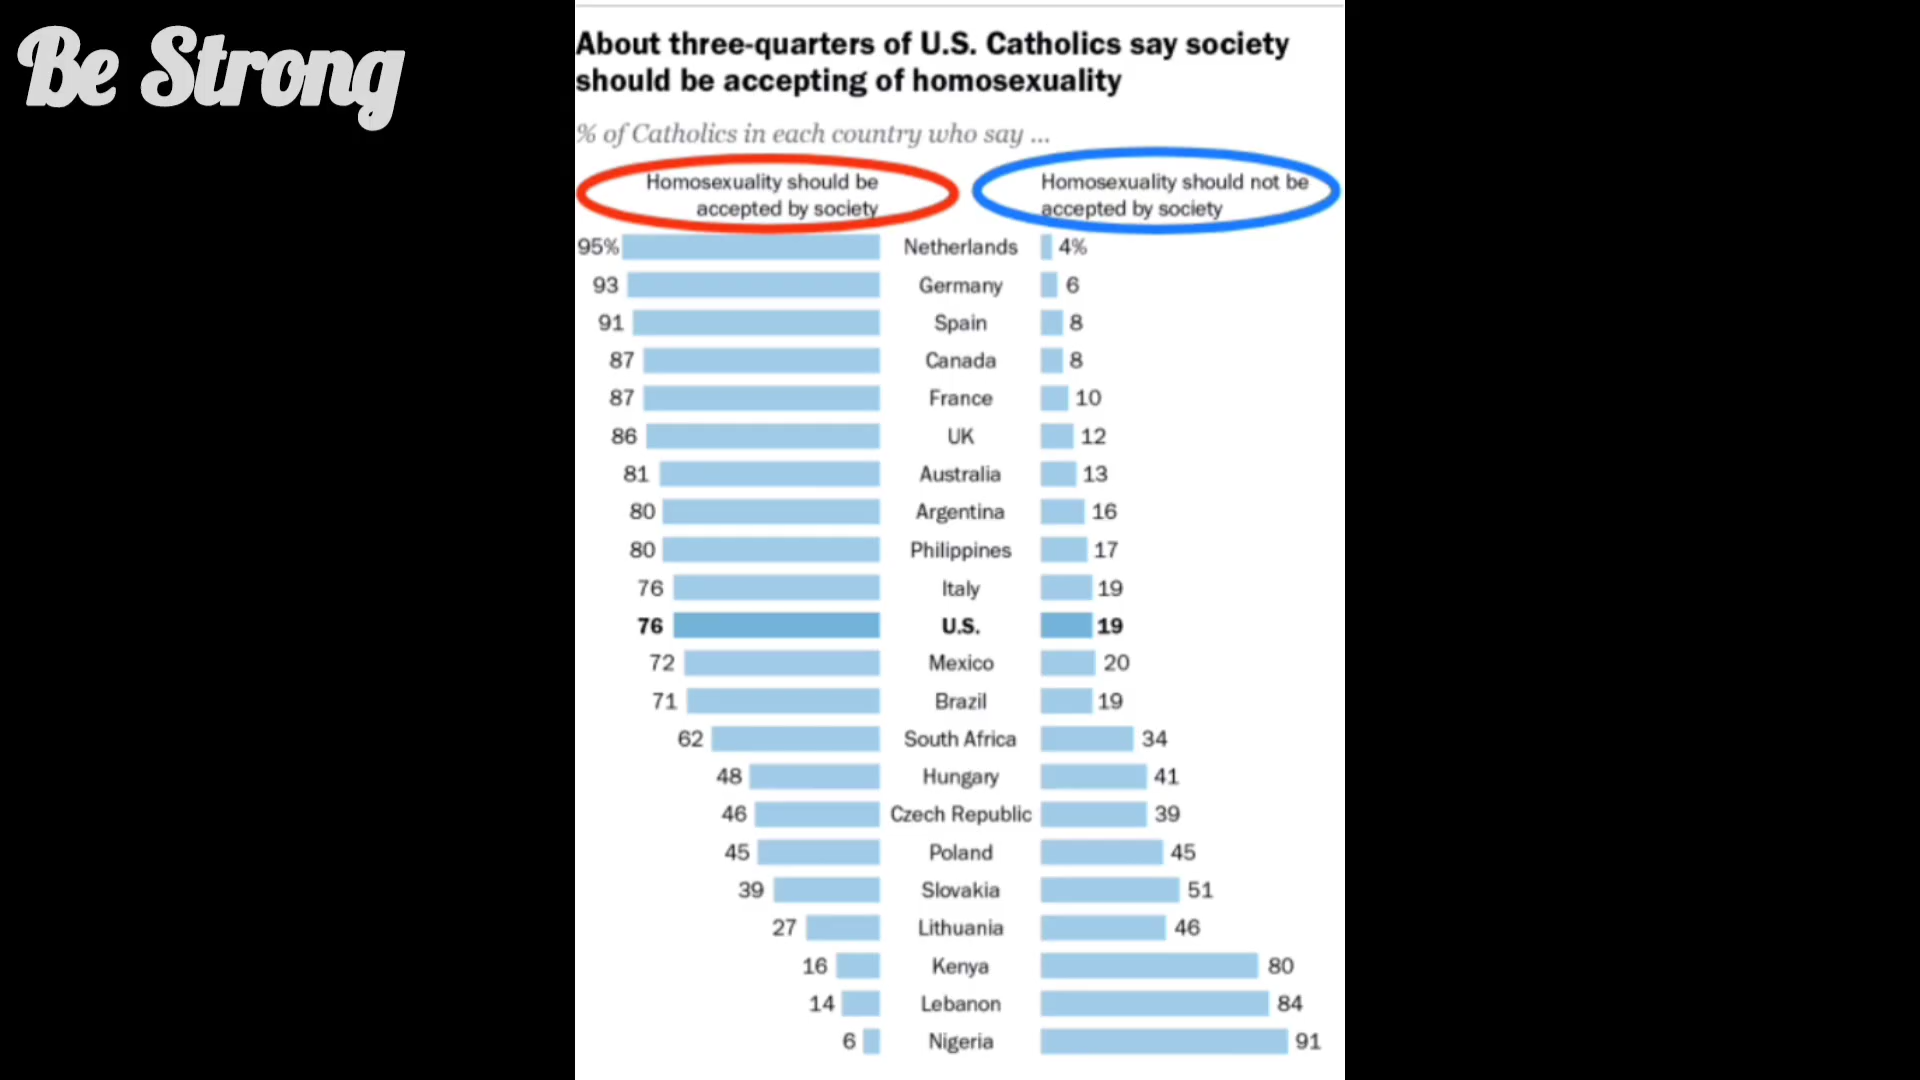 Be Strong
About three-quarters of U.S. Catholics say society
should be accepting of homosexuality
% of Catholics in each country who say ...
Homosexuality should be
accepted by society
Homosexuality should not be
accepted by society
95% Netherlands 4%
93 Germany 6
91 Spain 8
87 Canada 8
87 France 10
86 UK 12
81 Australia 13
80 Argentina 16
80 Philippines 17
76 Italy 19
76 U.S. 19
72 Mexico 20
71 Brazil 19
62 South Africa 34
48 Hungary 41
46 Czech Republic 39
45 Poland 45
39 Slovakia 51
27 Lithuania 46
16 Kenya 80
14 Lebanon 84
6 Nigeria 91